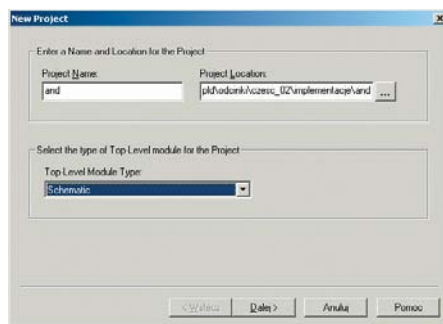 New Project
Enter a Name and Location for the Project
Project Name:
Project Location:
and
pld\odcinki\czesc_02\implementacje\and
...
Select the type of Top Level module for the Project
Top Level Module Type:
Schematic
< Wstecz
Dalej >
Anuluj
Pomoc